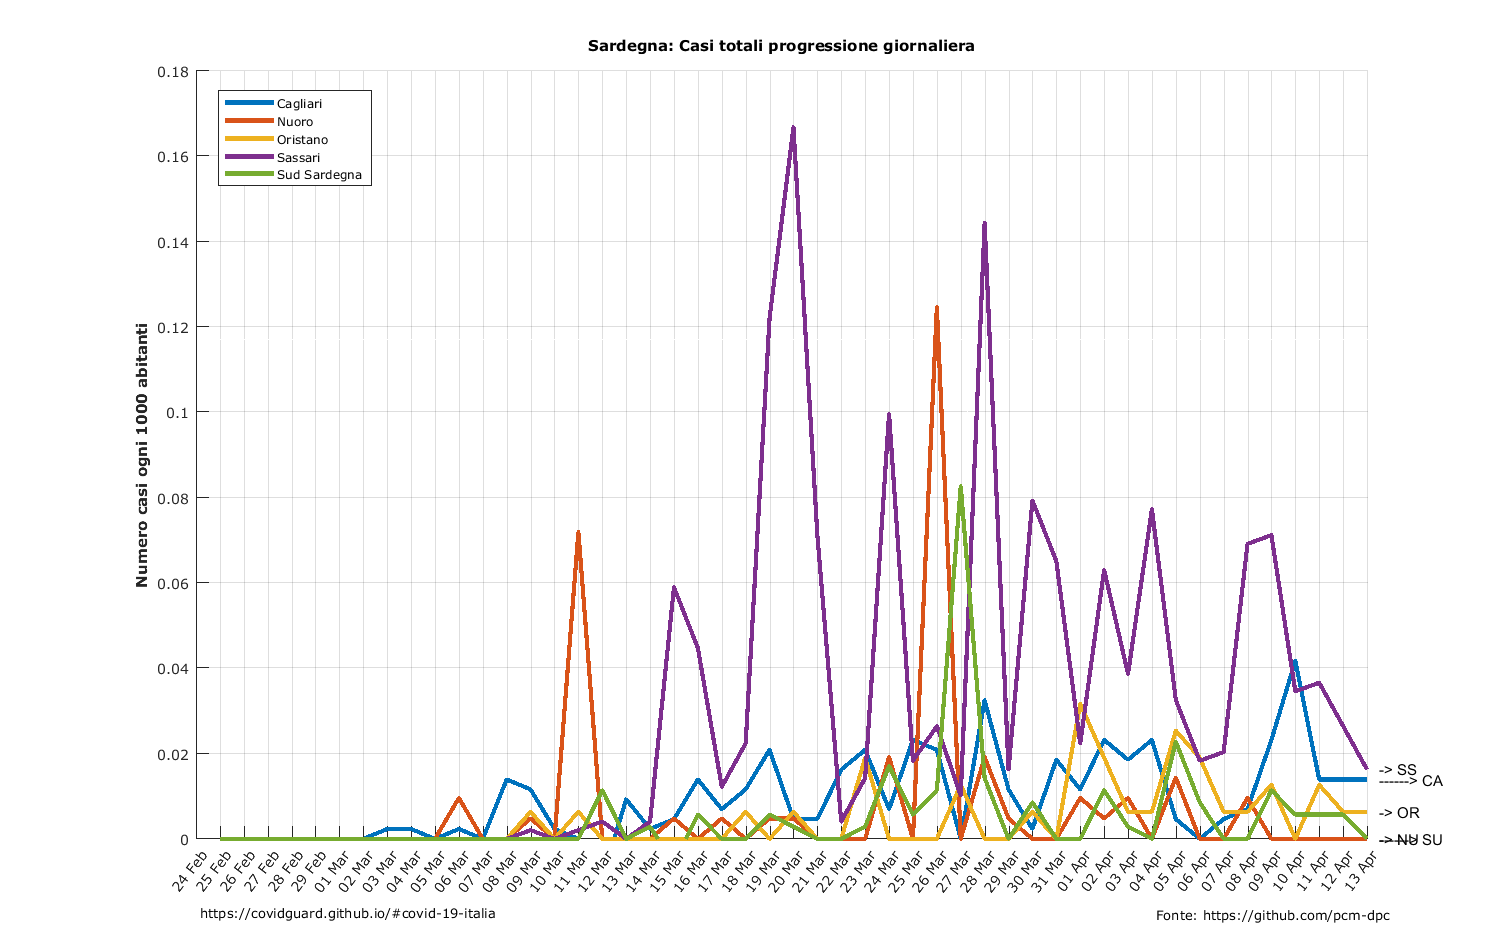 Sardegna: Casi totali progressione giornaliera
0.18
0.16
0.14
0.12
0.1
0.08
0.06
0.04
0.02
0
Numero casi ogni 1000 abitanti
Cagliari
Nuoro
Oristano
Sassari
Sud Sardegna
-> SS
-----> CA
-> OR
-> NU
-----> SU
24 Feb
25 Feb
26 Feb
27 Feb
28 Feb
29 Feb
01 Mar
02 Mar
03 Mar
04 Mar
05 Mar
06 Mar
07 Mar
08 Mar
09 Mar
10 Mar
11 Mar
12 Mar
13 Mar
14 Mar
15 Mar
16 Mar
17 Mar
18 Mar
19 Mar
20 Mar
21 Mar
22 Mar
23 Mar
24 Mar
25 Mar
26 Mar
27 Mar
28 Mar
29 Mar
30 Mar
31 Mar
01 Apr
02 Apr
03 Apr
04 Apr
05 Apr
06 Apr
07 Apr
08 Apr
09 Apr
10 Apr
11 Apr
12 Apr
13 Apr
https://covidguard.github.io/#covid-19-italia
Fonte: https://github.com/pcm-dpc